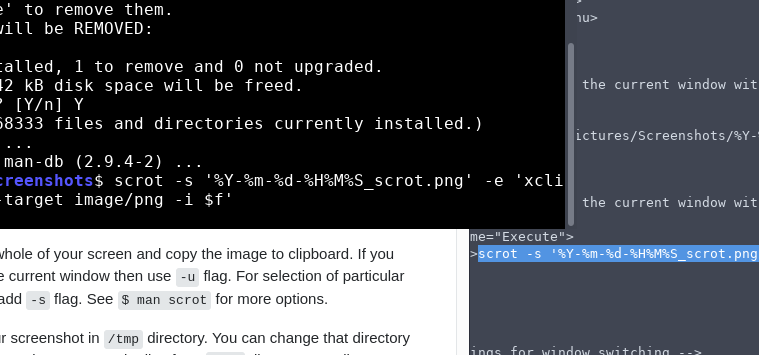 e' to remove them.
will be REMOVED:
talled, 1 to remove and 0 not upgraded.
42 kB disk space will be freed.
? [Y/n] Y
68333 files and directories currently installed.)
...
man-db (2.9.4-2) ...
creenshots$ scrot -s '%Y-%m-%d-%H%M%S_scrot.png' -e 'xcli
-target image/png -i $f'
whole of your screen and copy the image to clipboard. If you
e current window then use -u flag. For selection of particular
add -s flag. See $ man scrot for more options.
ur screenshot in /tmp directory. You can change that directory
nu>
the current window wit
ictures/Screenshots/%Y-%
the current window wit
me="Execute">
>scrot -s '%Y-%m-%d-%H%M%S_scrot.png
ings for window switching -->